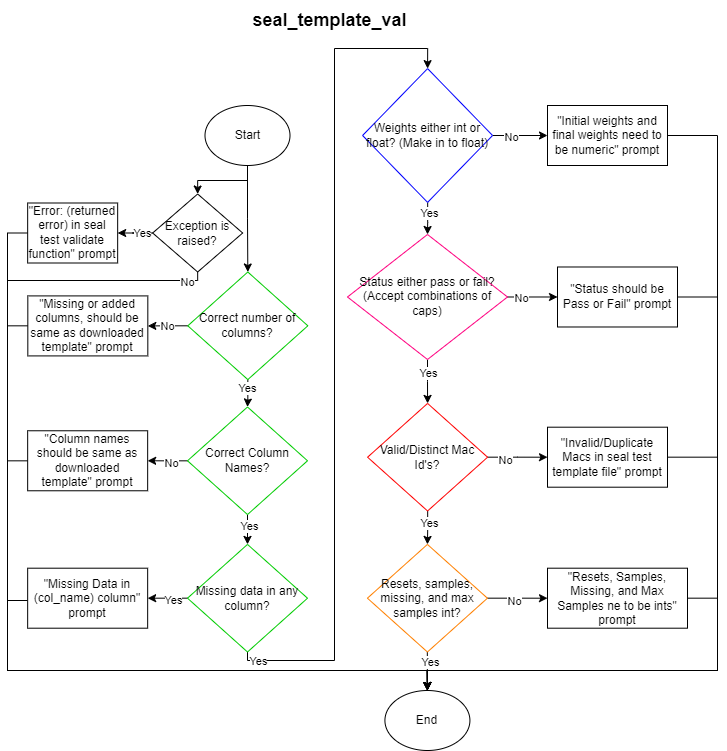 seal_template_val
Start
Exception is
raised?
Yes
"Error: (returned
error) in seal
test validate
function" prompt
No
Correct number of
columns?
No
"Missing or added
columns, should be
same as downloaded
template" prompt
Yes
Correct Column
Names?
No
"Column names
should be same as
downloaded
template" prompt
Yes
Missing data in any
column?
Yes
"Missing Data in
(col_name) column"
prompt
Yes
Weights either int or
float? (Make in to float)
No
"Initial weights and
final weights need to
be numeric" prompt
Yes
Status either pass or fail?
(Accept combinations of
caps)
No
"Status should be
Pass or Fail" prompt
Yes
Valid/Distinct Mac
Id's?
No
"Invalid/Duplicate
Macs in seal test
template file" prompt
Yes
Resets, samples,
missing, and max
samples int?
No
"Resets, Samples,
Missing, and Max
Samples ne to be ints"
prompt
Yes
End